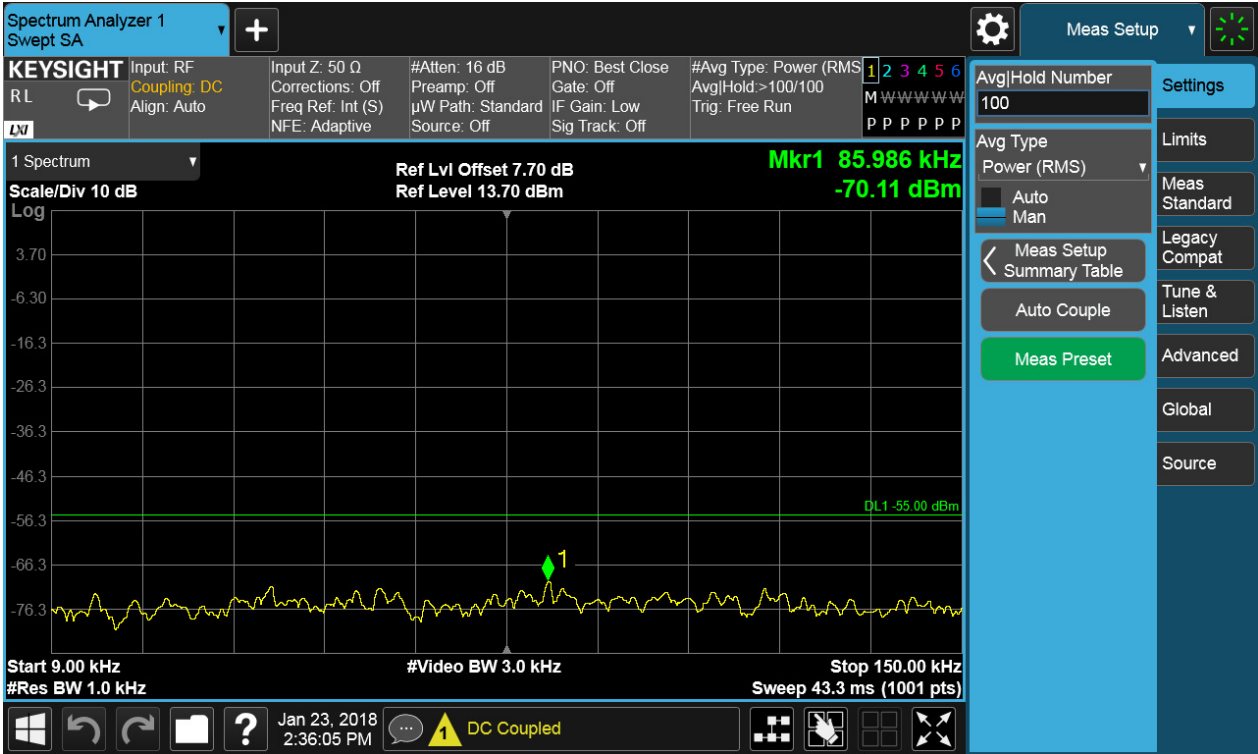 Spectrum Analyzer 1
Swept SA
Meas Setup
KEYSIGHT
R L
LXI
Input: RF
Coupling: DC
Align: Auto
Input Z: 50 Ω
Corrections: Off
Freq Ref: Int (S)
NFE: Adaptive
#Atten: 16 dB
Preamp: Off
µW Path: Standard
Source: Off
PNO: Best Close
Gate: Off
IF Gain: Low
Sig Track: Off
#Avg Type: Power (RMS
Avg|Hold:>100/100
Trig: Free Run
1 2 3 4 5 6
M W W W W W
P P P P P P
1 Spectrum
Scale/Div 10 dB
Log
Ref Lvl Offset 7.70 dB
Ref Level 13.70 dBm
Mkr1 85.986 kHz
-70.11 dBm
3.70
-6.30
-16.3
-26.3
-36.3
-46.3
DL1 -55.00 dBm
-56.3
1
-66.3
-76.3
Start 9.00 kHz
#Video BW 3.0 kHz
Stop 150.00 kHz
#Res BW 1.0 kHz
Sweep 43.3 ms (1001 pts)
Avg|Hold Number
100
Avg Type
Power (RMS)
Auto
Man
Meas Setup
Summary Table
Auto Couple
Meas Preset
Settings
Limits
Meas
Standard
Legacy
Compat
Tune &
Listen
Advanced
Global
Source
?
Jan 23, 2018
2:36:05 PM
1
DC Coupled